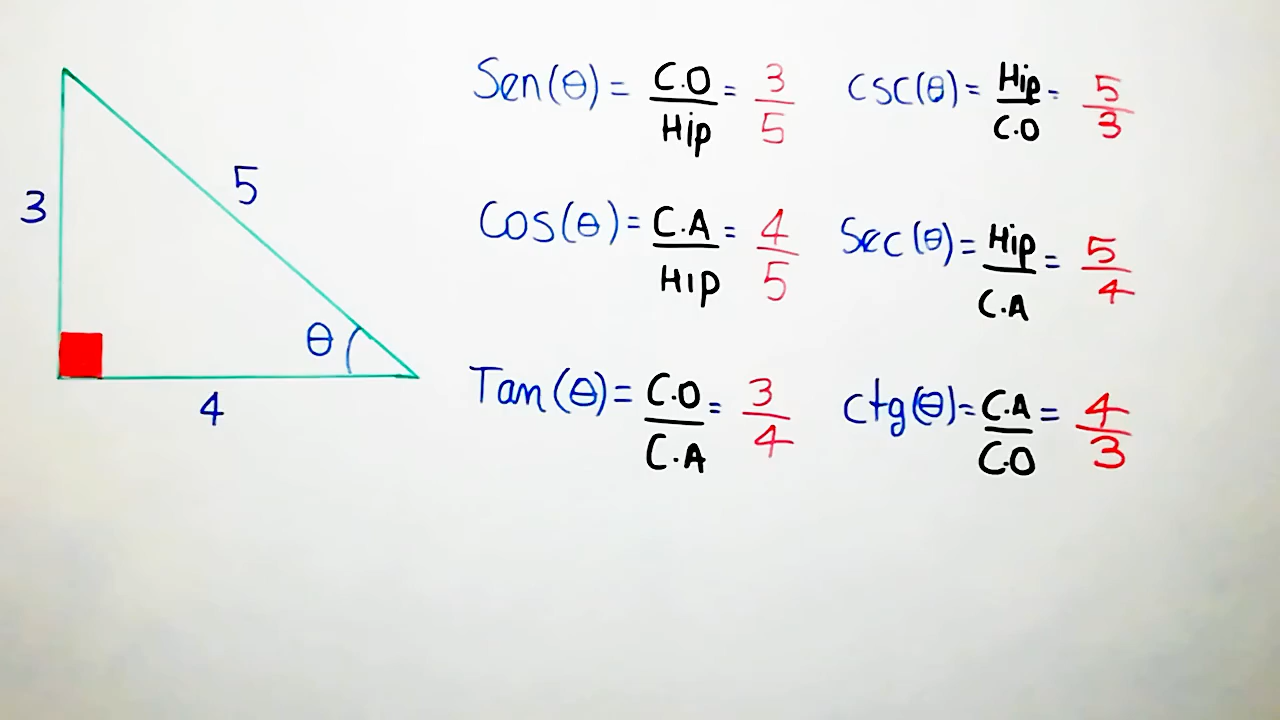 3
5
θ
4
Sen(θ) = C.O/Hip = 3/5
Csc(θ) = Hip/C.O = 5/3
Cos(θ) = C.A/Hip = 4/5
Sec(θ) = Hip/C.A = 5/4
Tan(θ) = C.O/C.A = 3/4
Ctg(θ) = C.A/C.O = 4/3